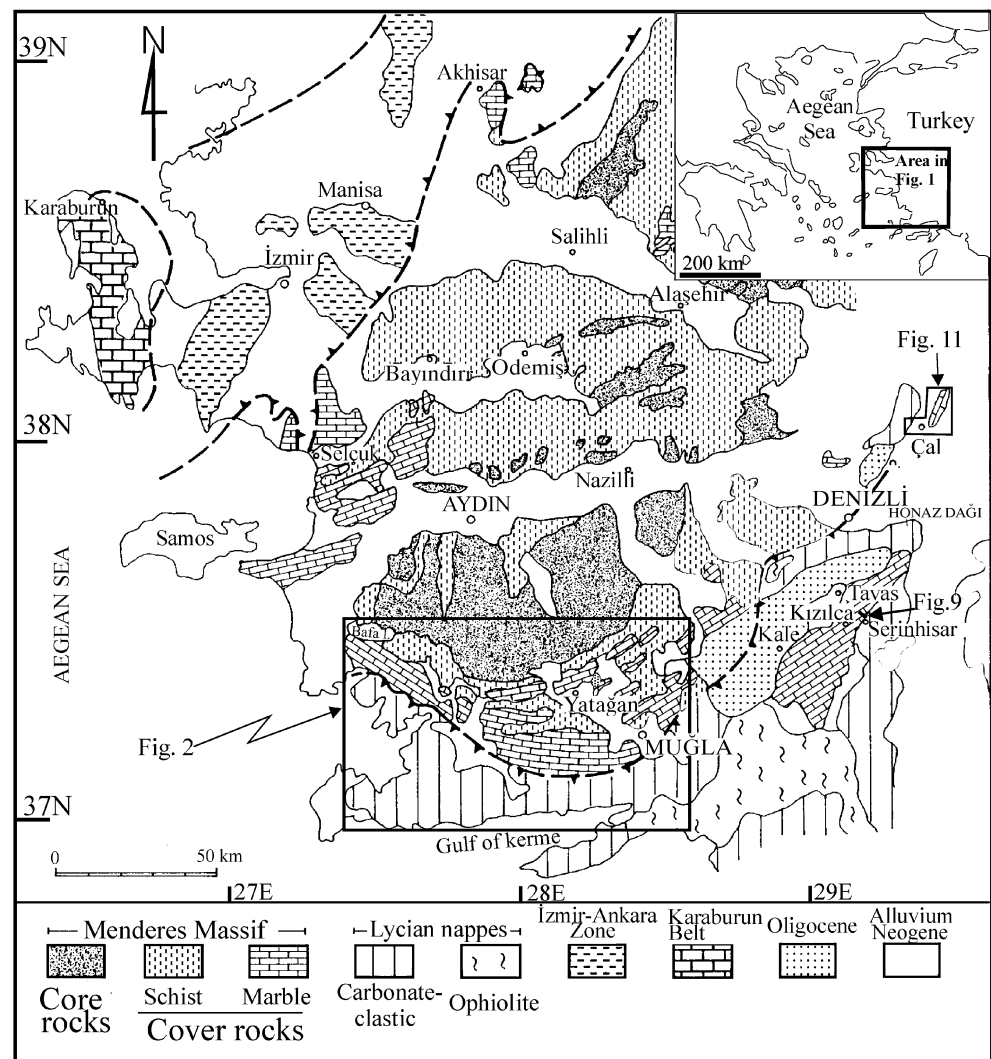 39N
N
Akhisar
Aegean
Sea
Turkey
Area in
Fig. 1
200 km
Karaburun
Manisa
İzmir
Salihli
Alaşehir
Fig. 11
Bayındır
Ödemiş
38N
Selçuk
Çal
Nazilli
AYDIN
DENİZLİ
HONAZ DAĞI
Samos
AEGEAN SEA
Tavas
Fig.9
Kızılca
Kale
Serinhisar
Bafa L.
Yatağan
MUĞLA
Fig. 2
37N
Gulf of kerme
0 50 km
27E 28E 29E
Menderes Massif
Lycian nappes
İzmir-Ankara
Zone
Karaburun
Belt
Oligocene
Alluvium
Neogene
Core
rocks
Schist Marble
Cover rocks
Carbonate-
clastic
Ophiolite